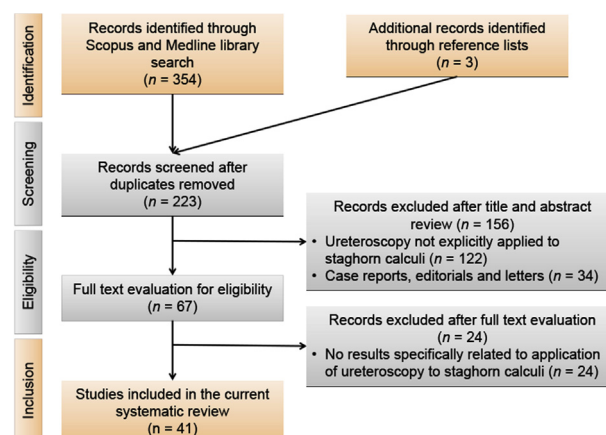 Identification
Records identified through
Scopus and Medline library
search
(n = 354)
Additional records identified
through reference lists
(n = 3)
Screening
Records screened after
duplicates removed
(n = 223)
Records excluded after title and abstract
review (n = 156)
• Ureteroscopy not explicitly applied to
staghorn calculi (n = 122)
• Case reports, editorials and letters (n = 34)
Eligibility
Full text evaluation for eligibility
(n = 67)
Records excluded after full text evaluation
(n = 24)
• No results specifically related to application
of ureteroscopy to staghorn calculi (n = 24)
Inclusion
Studies included in the current
systematic review
(n = 41)